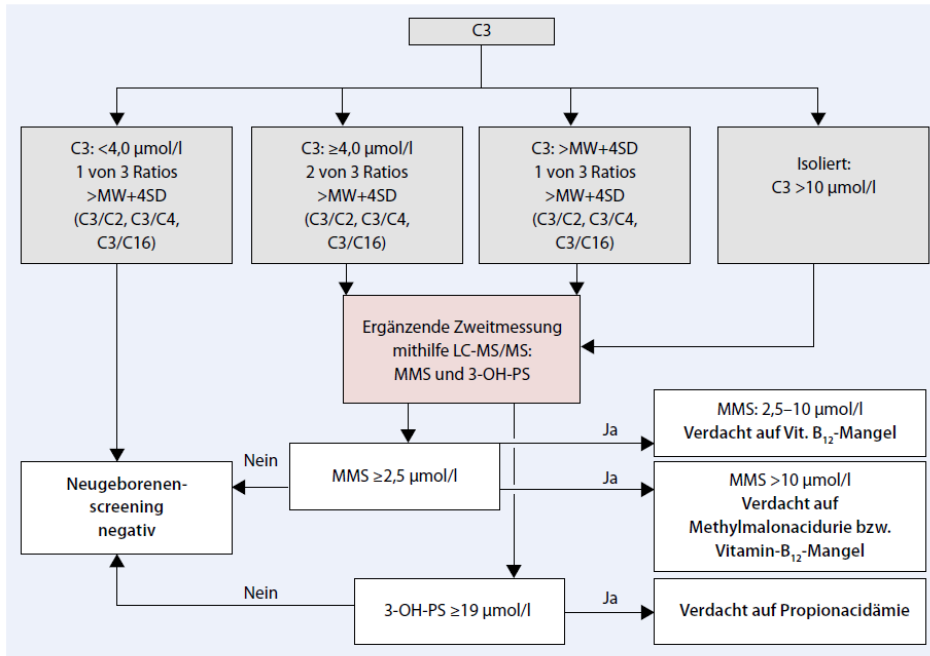 C3
C3: <4,0 µmol/l
1 von 3 Ratios
>MW+4SD
(C3/C2, C3/C4,
C3/C16)
C3: ≥4,0 µmol/l
2 von 3 Ratios
>MW+4SD
(C3/C2, C3/C4,
C3/C16)
C3: >MW+4SD
1 von 3 Ratios
>MW+4SD
(C3/C2, C3/C4,
C3/C16)
Isoliert:
C3 >10 µmol/l
Ergänzende Zweitmessung
mithilfe LC-MS/MS:
MMS und 3-OH-PS
MMS: 2,5–10 µmol/l
Verdacht auf Vit. B₁₂-Mangel
Ja
Nein
MMS ≥2,5 µmol/l
Ja
Neugeborenen-
screening
negativ
MMS >10 µmol/l
Verdacht auf
Methylmalonacidurie bzw.
Vitamin-B₁₂-Mangel
Nein
3-OH-PS ≥19 µmol/l
Ja
Verdacht auf Propionacidämie